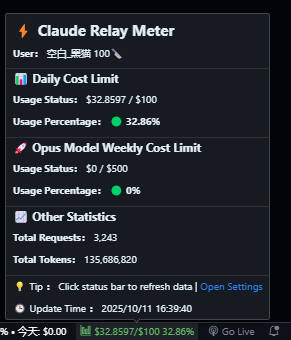 Claude Relay Meter
User: 空白_黑猫 100
Daily Cost Limit
Usage Status: $32.8597 / $100
Usage Percentage: 32.86%
Opus Model Weekly Cost Limit
Usage Status: $0 / $500
Usage Percentage: 0%
Other Statistics
Total Requests: 3,243
Total Tokens: 135,686,820
Tip： Click status bar to refresh data | Open Settings
Update Time： 2025/10/11 16:39:40
% • 今天: $0.00 $32.8597/$100 32.86% Go Live